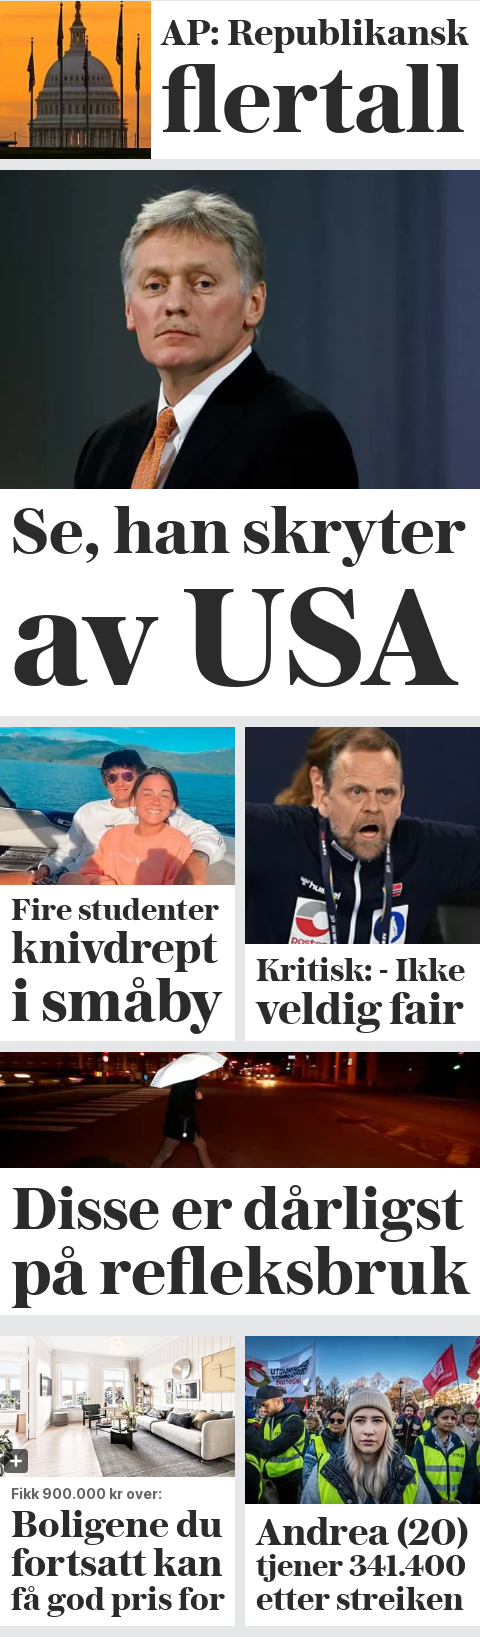 AP: Republikansk
flertall
Se, han skryter
av USA
Fire studenter
knivdrept
i småby
hummel
Posten
Kritisk: - Ikke
veldig fair
Disse er dårligst
på refleksbruk
Fikk 900.000 kr over:
Boligene du
fortsatt kan
få god pris for
Andrea (20)
tjener 341.400
etter streiken